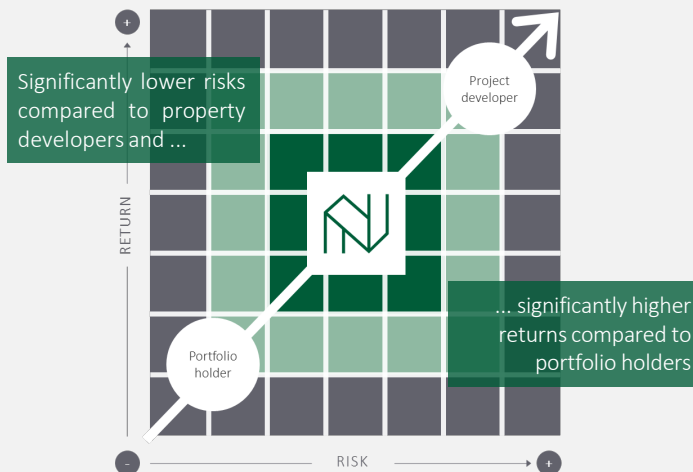 +
Significantly lower risks
compared to property
developers and ...
Project
developer
RETURN
... significantly higher
returns compared to
portfolio holders
Portfolio
holder
-
RISK
+